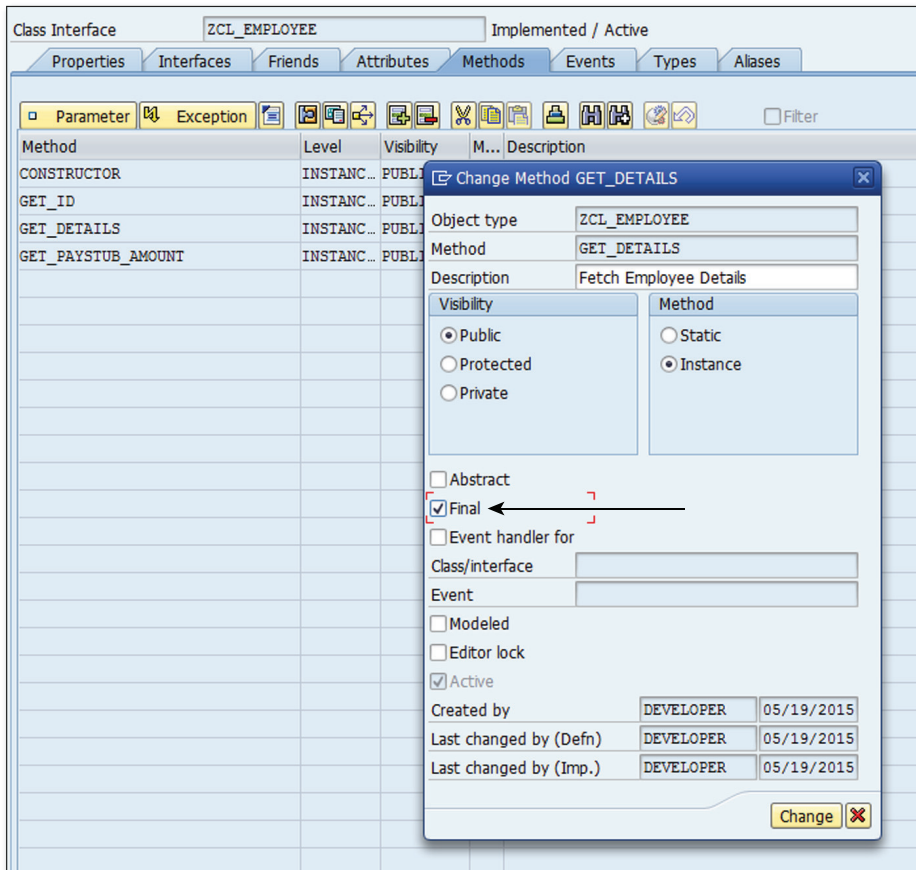 Class Interface ZCL_EMPLOYEE Implemented / Active
Properties Interfaces Friends Attributes Methods Events Types Aliases
Parameter Exception Filter
Method Level Visibility M... Description
CONSTRUCTOR INSTANC… PUBLI
GET_ID INSTANC… PUBLI
GET_DETAILS INSTANC… PUBLI
GET_PAYSTUB_AMOUNT INSTANC… PUBLI
Change Method GET_DETAILS
Object type ZCL_EMPLOYEE
Method GET_DETAILS
Description Fetch Employee Details
Visibility Method
Public Static
Protected Instance
Private
Abstract
Final
Event handler for
Class/interface
Event
Modeled
Editor lock
Active
Created by DEVELOPER 05/19/2015
Last changed by (Defn) DEVELOPER 05/19/2015
Last changed by (Imp.) DEVELOPER 05/19/2015
Change